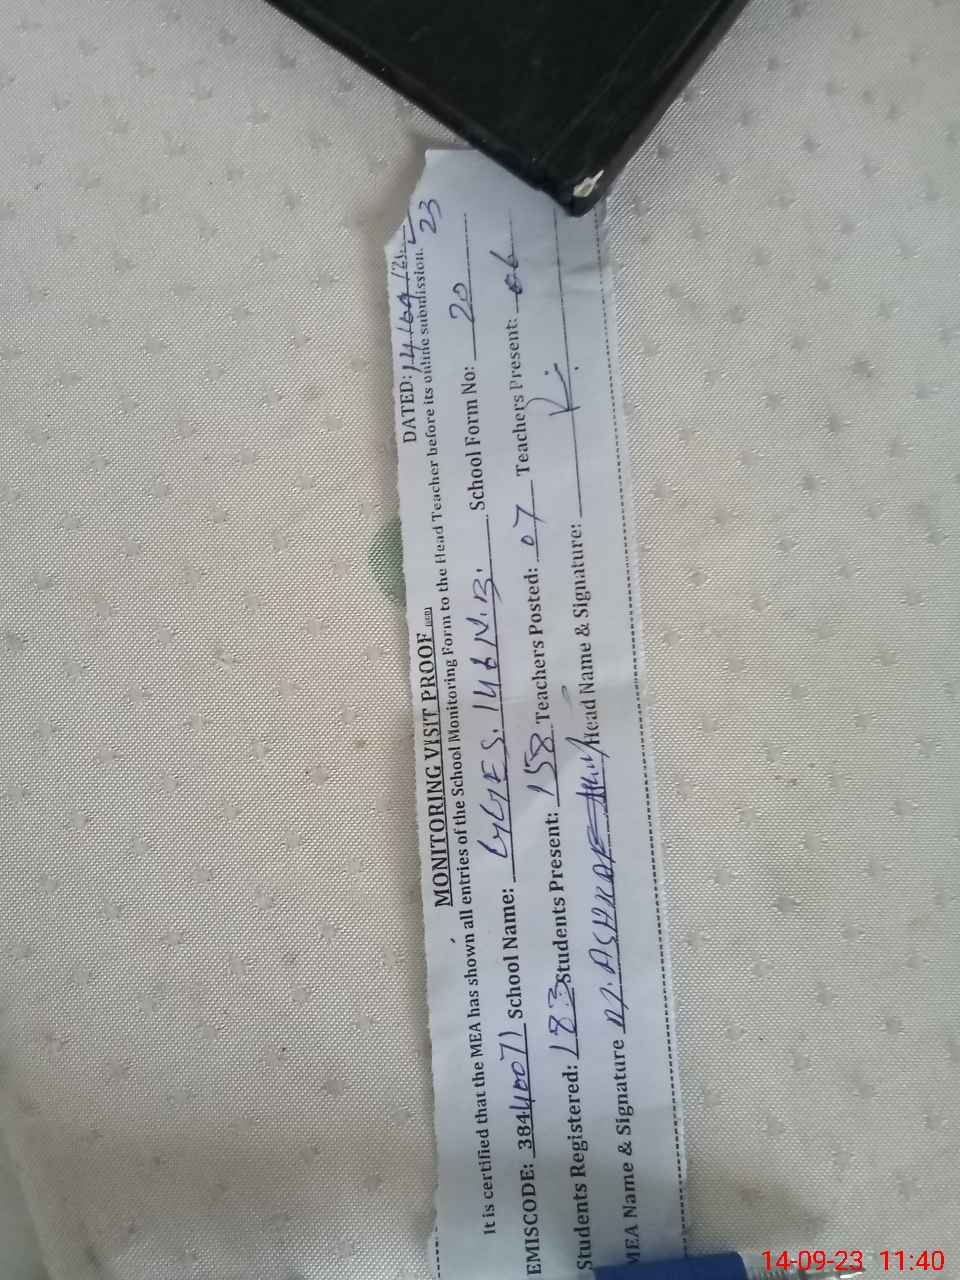 DATED: 14/09/23
MONITORING VISIT PROOF
It is certified that the MEA has shown all entries of the School Monitoring Form to the Head Teacher before its online submission.
EMISCODE: 38440071 School Name: GGES. 146 N.B. School Form No: 20
Students Registered: 183 Students Present: 158 Teachers Posted: 07 Teachers Present: 06
MEA Name & Signature M. ASHRAF Head Name & Signature:
14-09-23 11:40